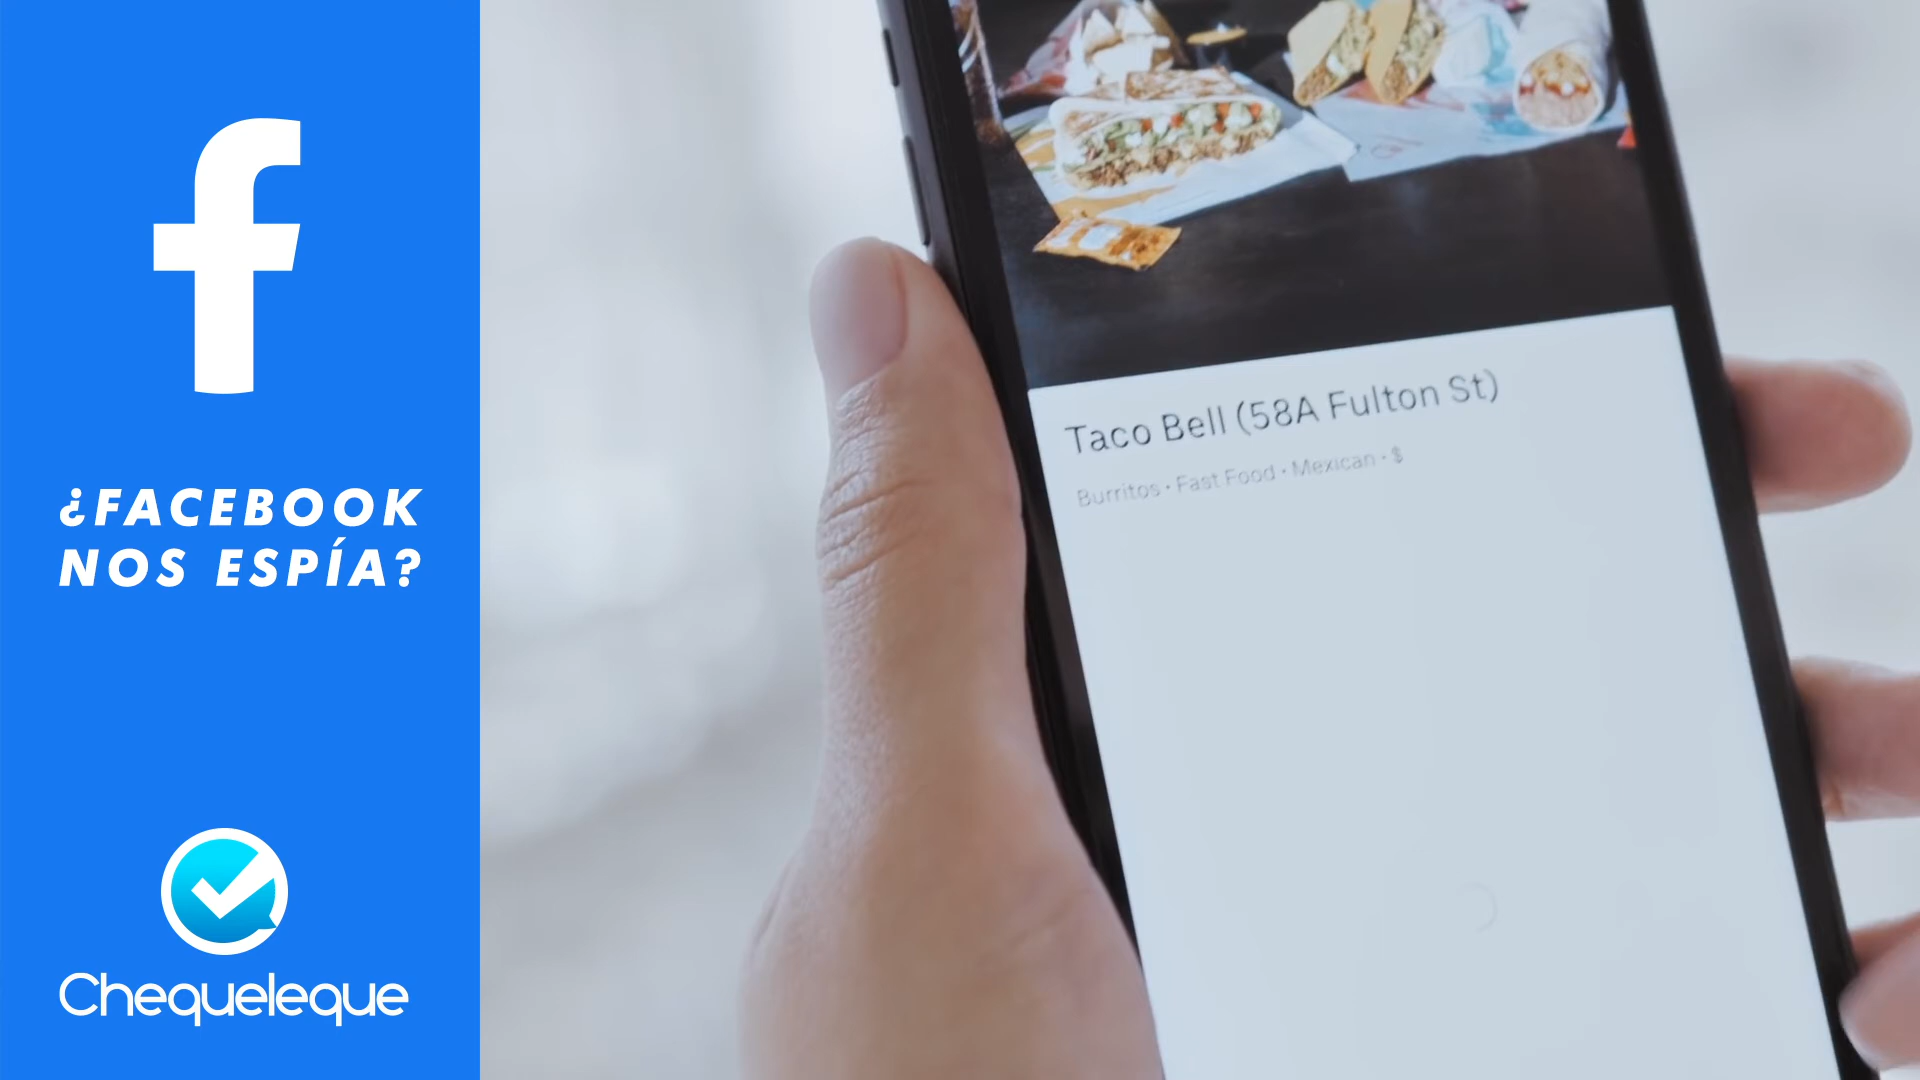 ¿FACEBOOK
NOS ESPÍA?
Chequeleque
Taco Bell (58A Fulton St)
Burritos • Fast Food • Mexican • $